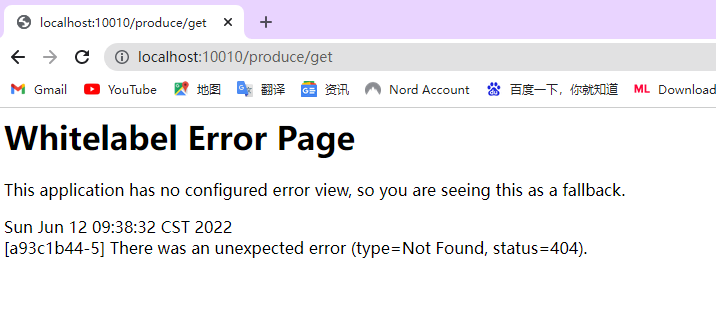 localhost:10010/produce/get
localhost:10010/produce/get
Gmail YouTube 地图 翻译 资讯 Nord Account 百度一下，你就知道 ML Download
Whitelabel Error Page
This application has no configured error view, so you are seeing this as a fallback.
Sun Jun 12 09:38:32 CST 2022
[a93c1b44-5] There was an unexpected error (type=Not Found, status=404).